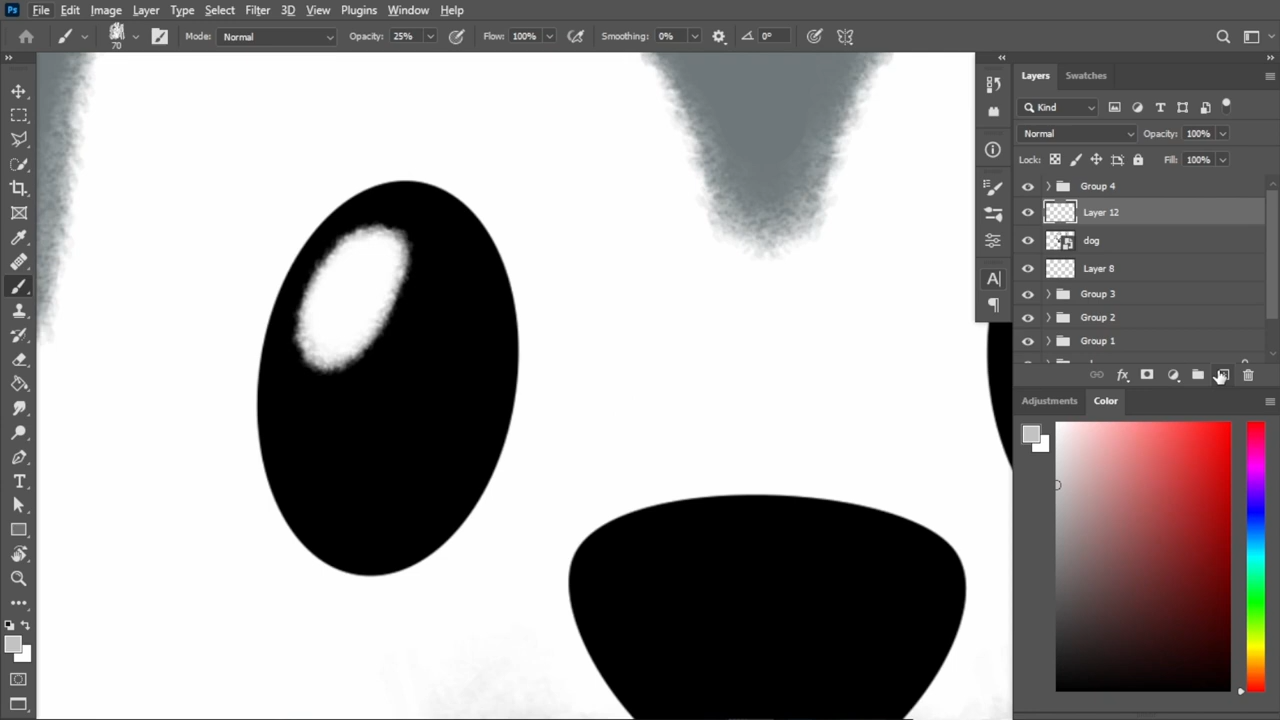 Ps File Edit Image Layer Type Select Filter 3D View Plugins Window Help
70 Mode: Normal Opacity: 25% Flow: 100% Smoothing: 0% 0°
Layers Swatches
Kind
Normal Opacity: 100%
Lock: Fill: 100%
Group 4
Layer 12
dog
Layer 8
Group 3
Group 2
Group 1
Adjustments Color